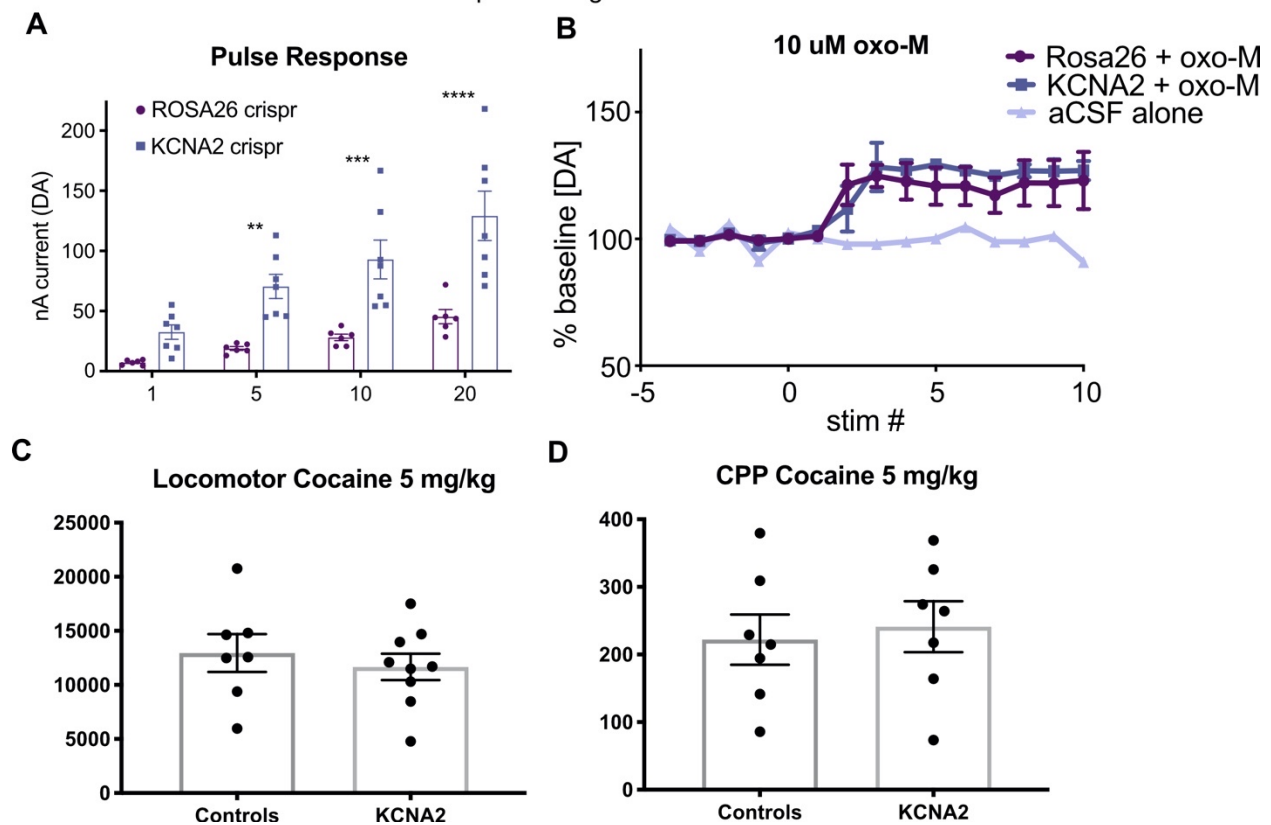 A
Pulse Response
ROSA26 crispr
KCNA2 crispr
**
***
****
nA current (DA)
200
150
100
50
0
1 5 10 20
B
10 uM oxo-M
Rosa26 + oxo-M
KCNA2 + oxo-M
aCSF alone
% baseline [DA]
150
100
50
-5 0 5 10
stim #
C
Locomotor Cocaine 5 mg/kg
25000
20000
15000
10000
5000
0
Controls KCNA2
D
CPP Cocaine 5 mg/kg
400
300
200
100
0
Controls KCNA2